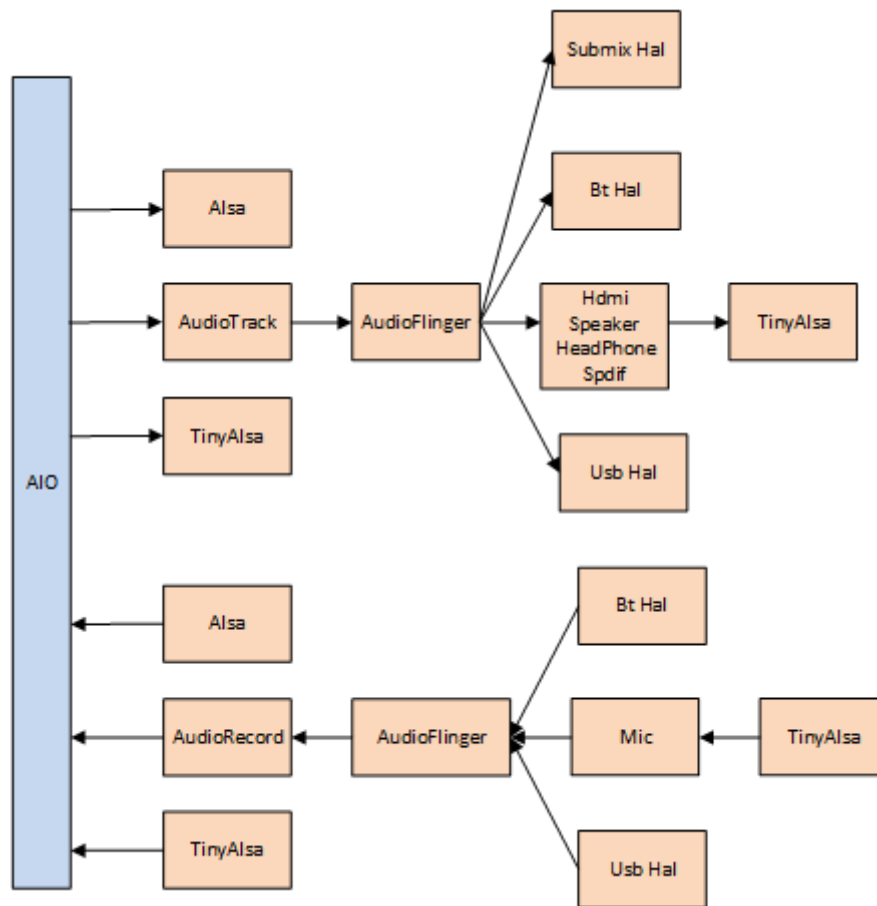 Submix Hal
Bt Hal
Alsa
AudioTrack
AudioFlinger
Hdmi
Speaker
HeadPhone
Spdif
TinyAlsa
TinyAlsa
Usb Hal
AIO
Alsa
Bt Hal
AudioRecord
AudioFlinger
Mic
TinyAlsa
TinyAlsa
Usb Hal